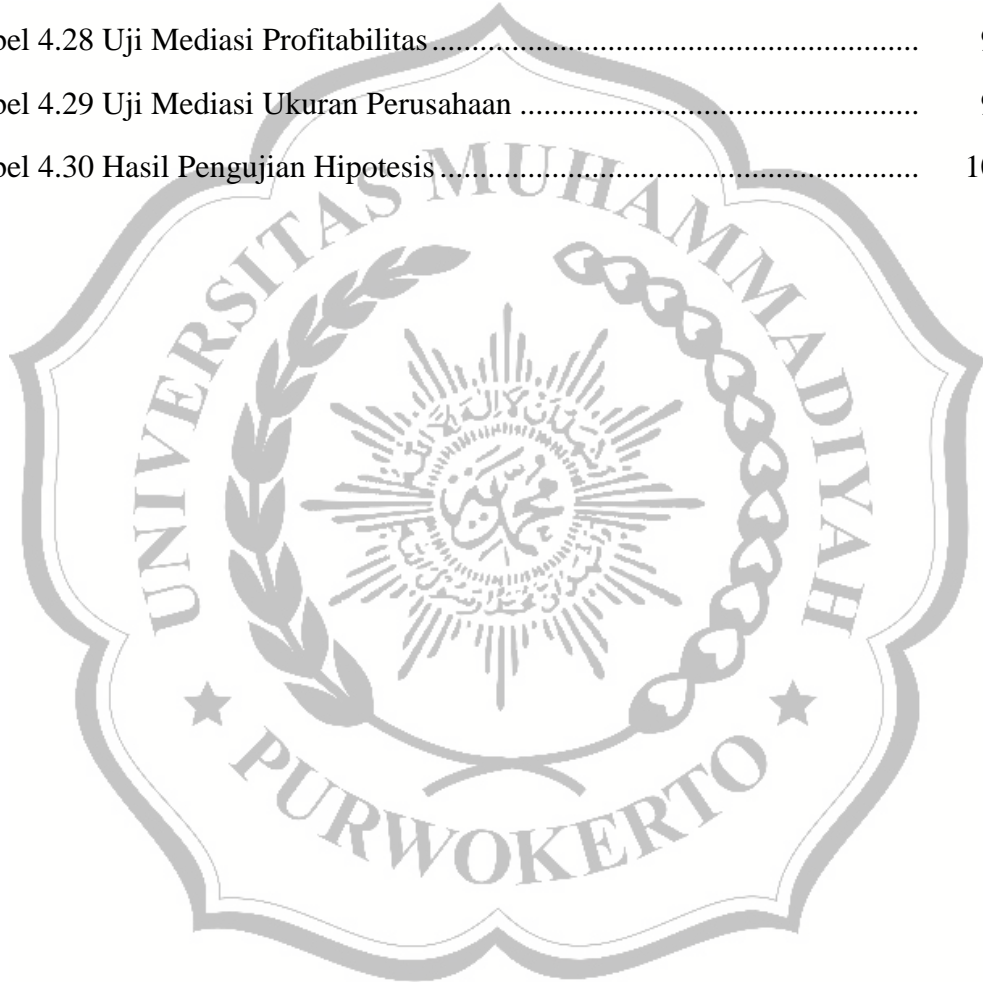 bel 4.28 Uji Mediasi Profitabilitas ........................................................... 9
bel 4.29 Uji Mediasi Ukuran Perusahaan ................................................ 9
bel 4.30 Hasil Pengujian Hipotesis .......................................................... 10
UNIVERSITAS MUHAMMADIYAH
PURWOKERTO